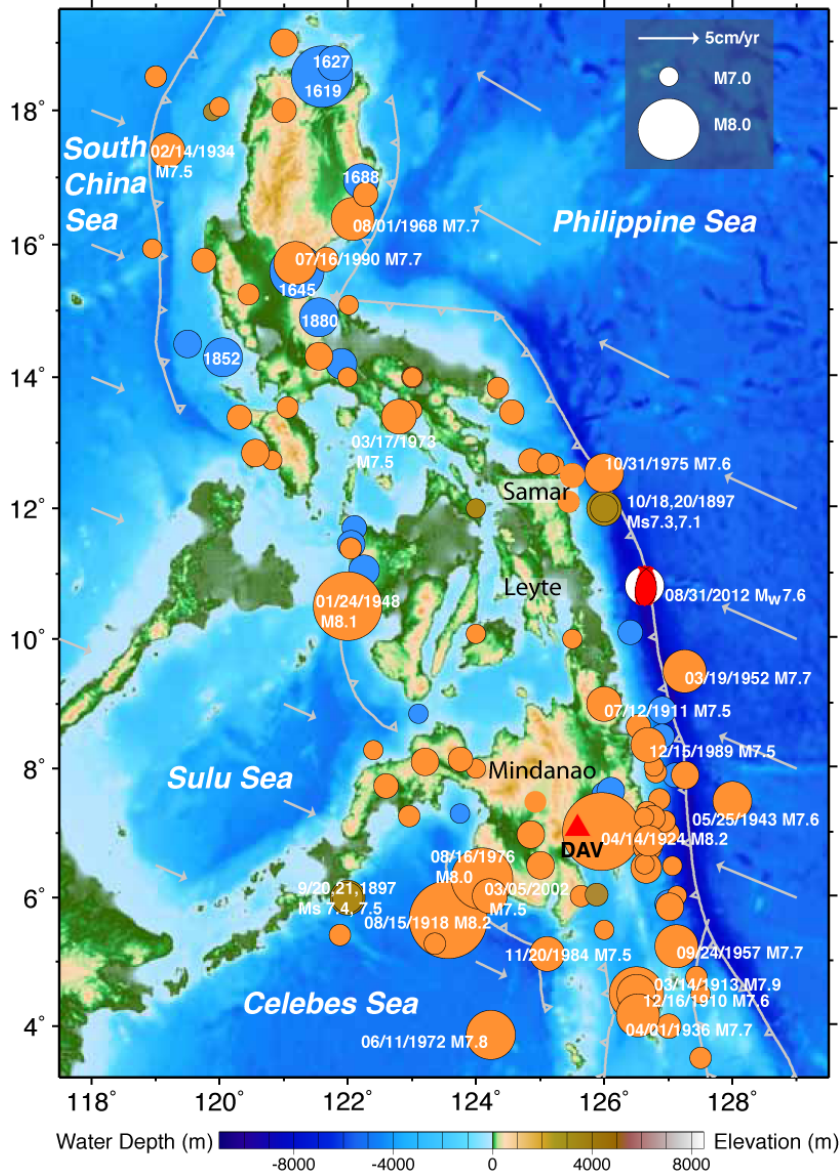 5cm/yr
M7.0
M8.0
18˚
16˚
14˚
12˚
10˚
8˚
6˚
4˚
1627
1619
South
China
Sea
02/14/1934
M7.5
1688
08/01/1968 M7.7
Philippine Sea
07/16/1990 M7.7
1645
1880
1852
03/17/1973
M7.5
10/31/1975 M7.6
Samar
10/18,20/1897
Ms7.3,7.1
Leyte
08/31/2012 Mw7.6
01/24/1948
M8.1
03/19/1952 M7.7
07/12/1911 M7.5
12/15/1989 M7.5
Sulu Sea
Mindanao
05/25/1943 M7.6
04/14/1924 M8.2
DAV
08/16/1976
M8.0
9/20,21,1897
Ms 7.4, 7.5
03/05/2002
M7.5
08/15/1918 M8.2
11/20/1984 M7.5
09/24/1957 M7.7
03/14/1913 M7.9
12/16/1910 M7.6
Celebes Sea
04/01/1936 M7.7
06/11/1972 M7.8
118˚ 120˚ 122˚ 124˚ 126˚ 128˚
Water Depth (m)
Elevation (m)
-8000 -4000 0 4000 8000